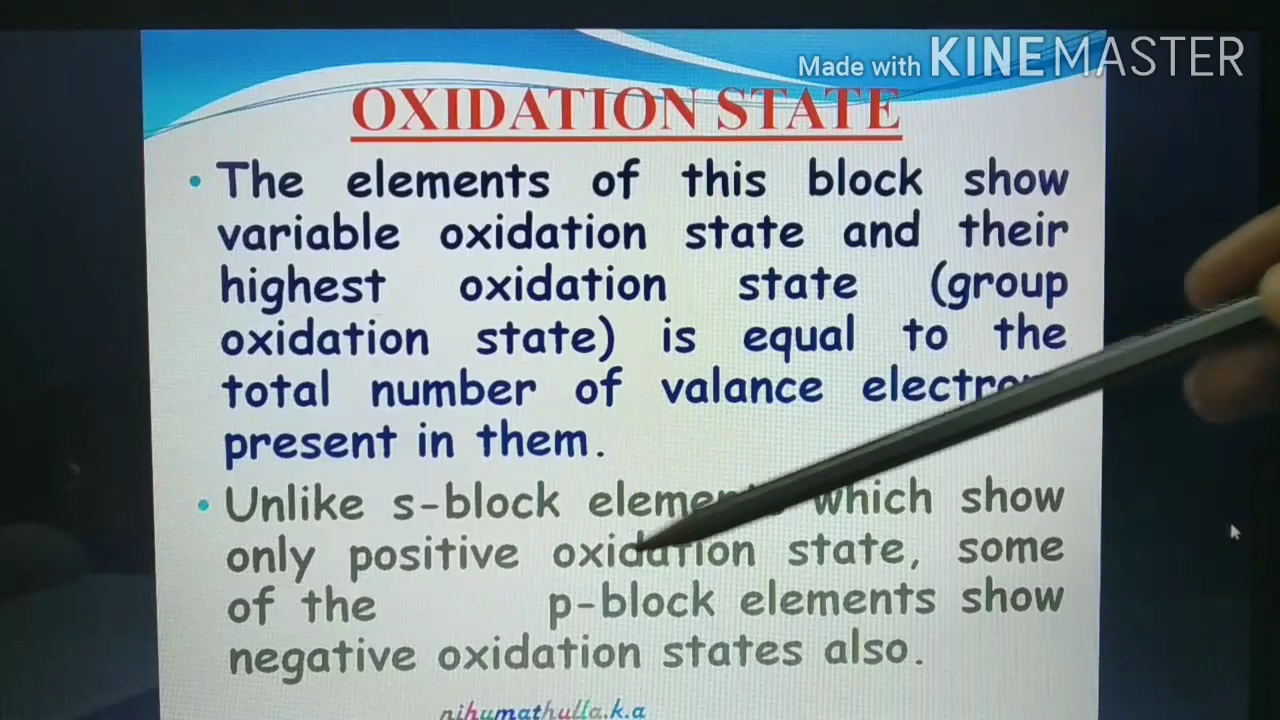 Made with KINEMASTER
OXIDATION STATE
• The elements of this block show
variable oxidation state and their
highest oxidation state (group
oxidation state) is equal to the
total number of valance
present in them.
• Unlike s-block which show
only positive oxidation state, some
of the p-block elements show
negative oxidation states also.
nihumathulla.k.a